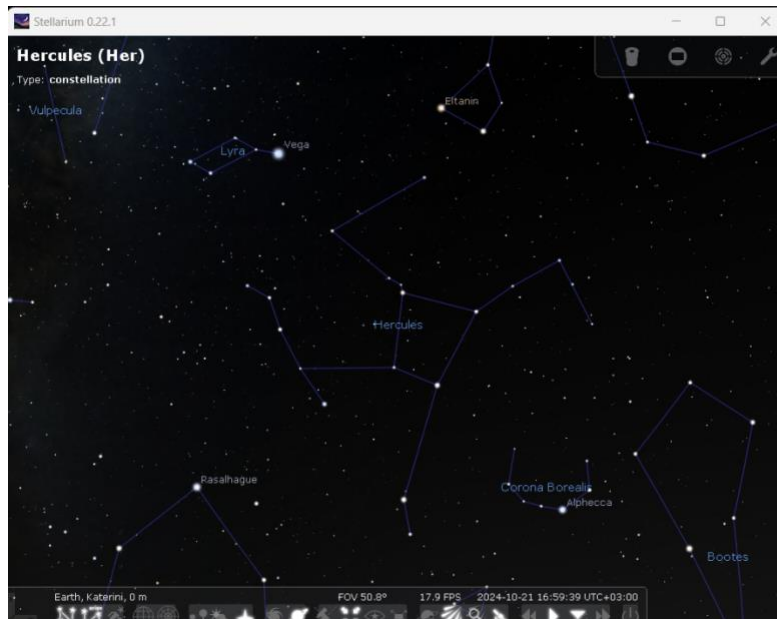 Stellarium 0.22.1
Hercules (Her)
Type: constellation
Vulpecula
Eltanin
Lyra
Vega
Hercules
Rasalhague
Corona Borealis
Alphecca
Bootes
Earth, Katerini, 0 m FOV 50.8° 17.9 FPS 2024-10-21 16:59:39 UTC+03:00